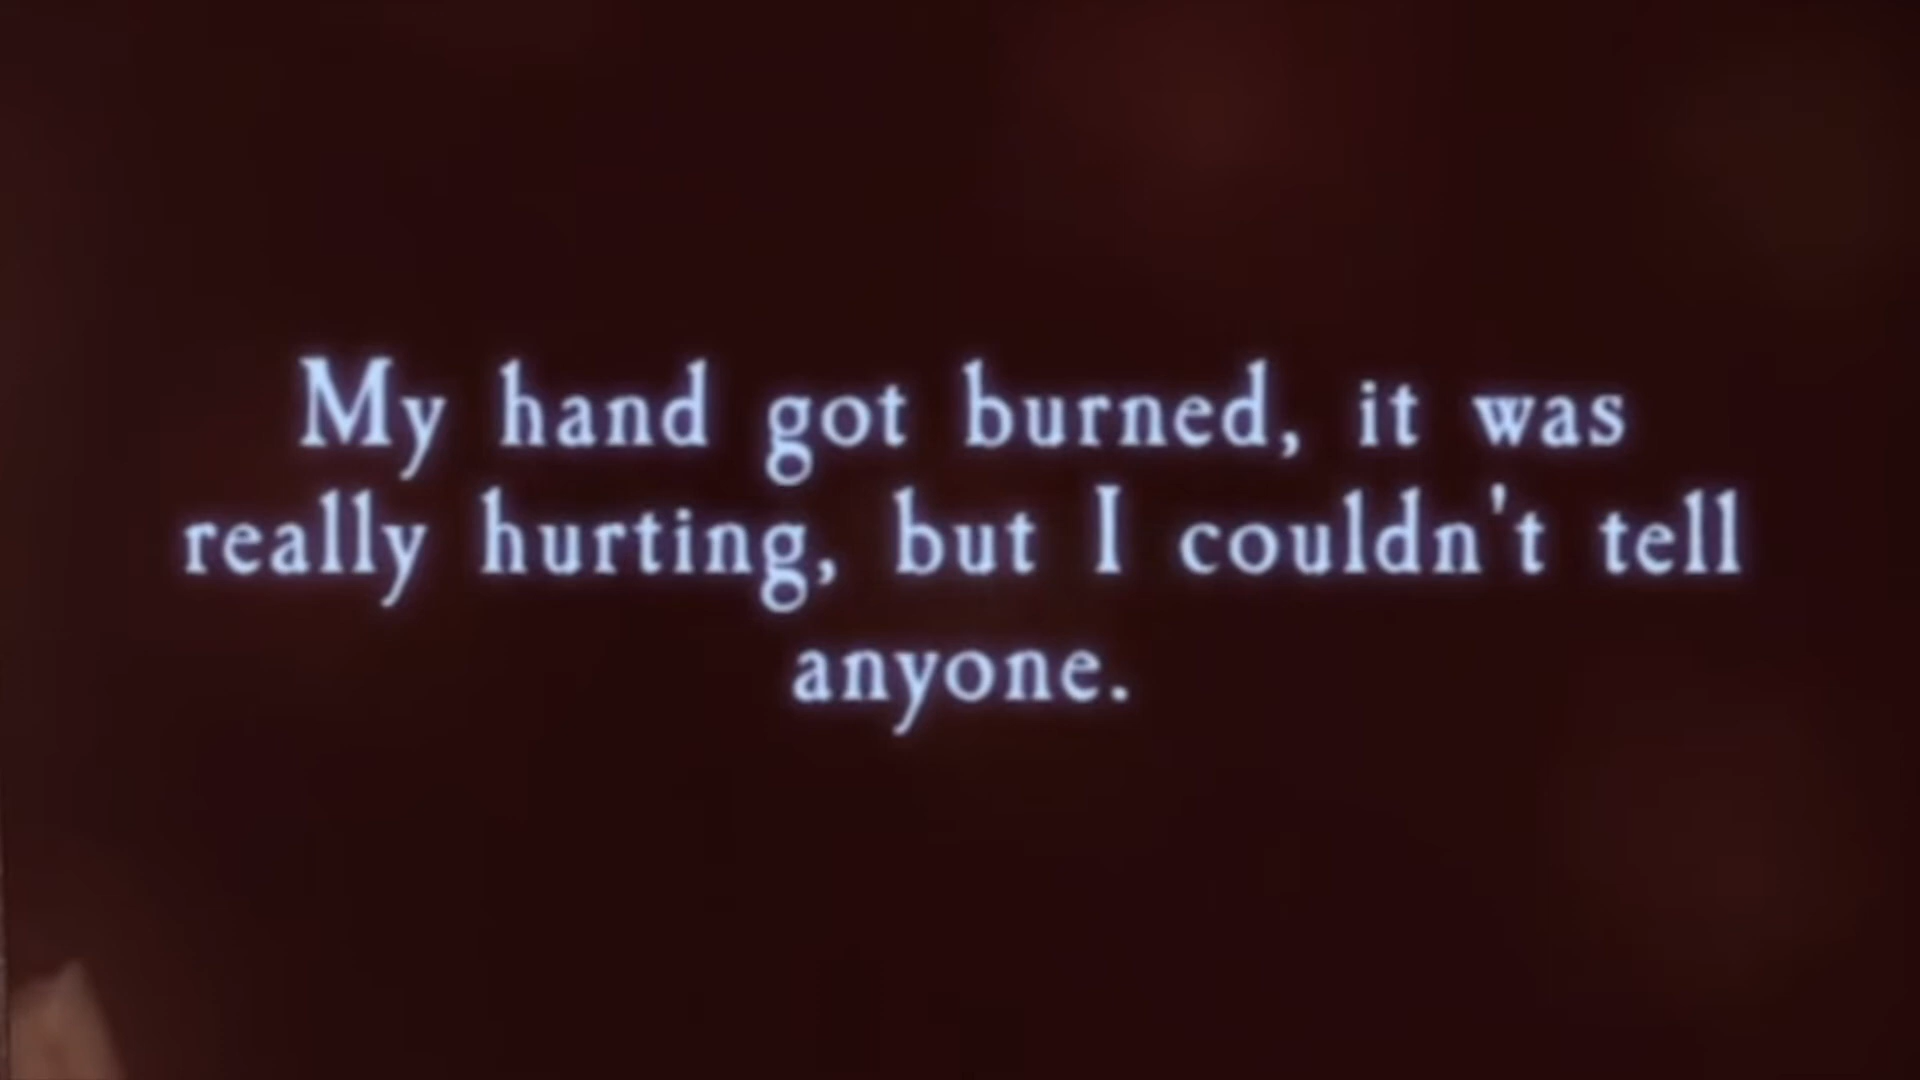 My hand got burned, it was
really hurting, but I couldn't tell
anyone.